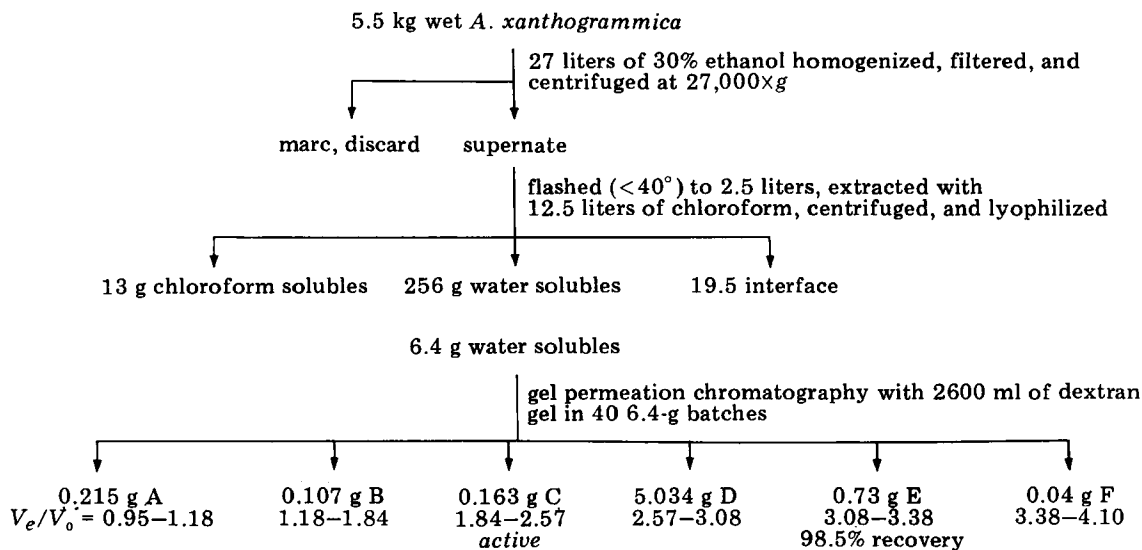 5.5 kg wet A. xanthogrammica
27 liters of 30% ethanol homogenized, filtered, and
centrifuged at 27,000×g
marc, discard supernate
flashed (<40°) to 2.5 liters, extracted with
12.5 liters of chloroform, centrifuged, and lyophilized
13 g chloroform solubles 256 g water solubles 19.5 interface
6.4 g water solubles
gel permeation chromatography with 2600 ml of dextran
gel in 40 6.4-g batches
0.215 g A 0.107 g B 0.163 g C 5.034 g D 0.73 g E 0.04 g F
Ve/Vo = 0.95–1.18 1.18–1.84 1.84–2.57 2.57–3.08 3.08–3.38 3.38–4.10
active 98.5% recovery